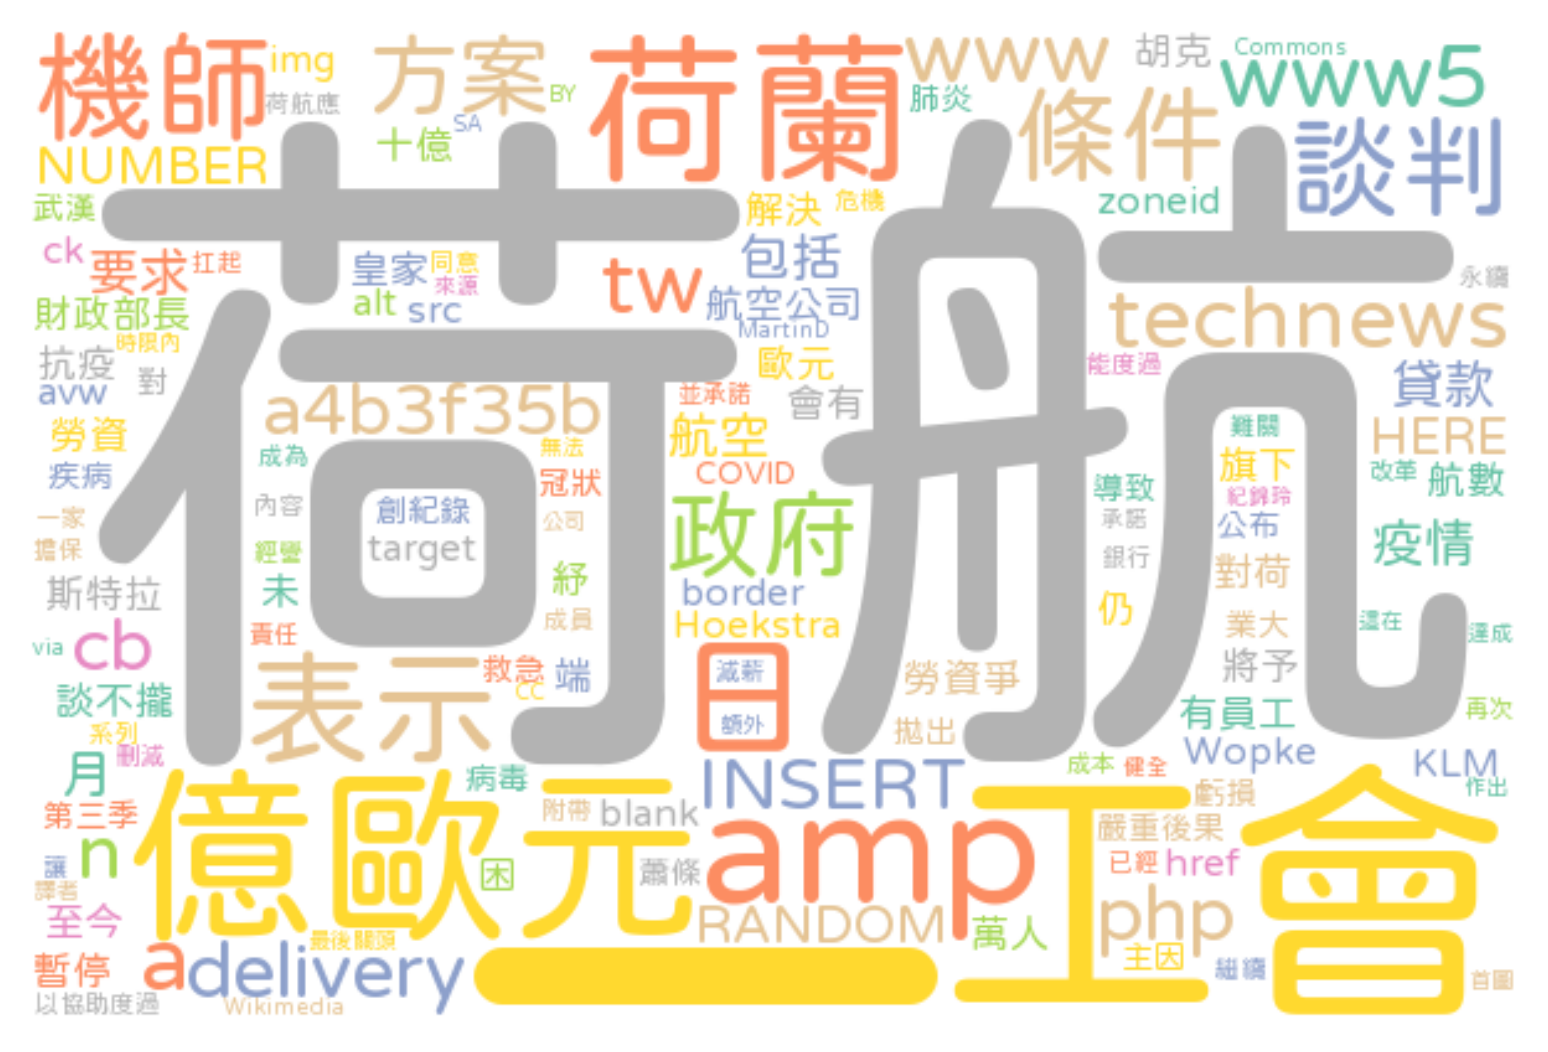 機師
img
荷航應
方案
BY
SA
十億
荷蘭
www
胡克
Commons
www5
肺炎
條件
談判
NUMBER
荷航
武漢
解決
危機
zoneid
ck
要求
扛起
皇家
同意
來源
alt
src
tw
包括
航空公司
MartinD
永續
財政部長
時限內
technews
抗疫
對
avw
歐元
能度過
貸款
並承諾
會有
a4b3f35b
勞資
航空
難關
HERE
成為
無法
COVID
旗下
疾病
冠狀
改革
航數
內容
創紀錄
政府
導致
紀錦玲
一家
target
公司
承諾
公布
擔保
經營
銀行
疫情
斯特拉
未
紓
border
對荷
仍
責任
成員
Hoekstra
業大
還在
達成
via
cb
表示
救急
CC
端
日
減薪
額外
勞資爭
將予
談不攏
拋出
有員工
再次
系列
刪減
Wopke
月
病毒
INSERT
成本
健全
KLM
作出
第三季
億歐元
附帶
blank
amp
工會
虧損
嚴重後果
讓
n
困
蕭條
已經
href
譯者
至今
RANDOM
萬人
php
最後關頭
主因
暫停
a
delivery
一
繼續
首圖
以協助度過
Wikimedia